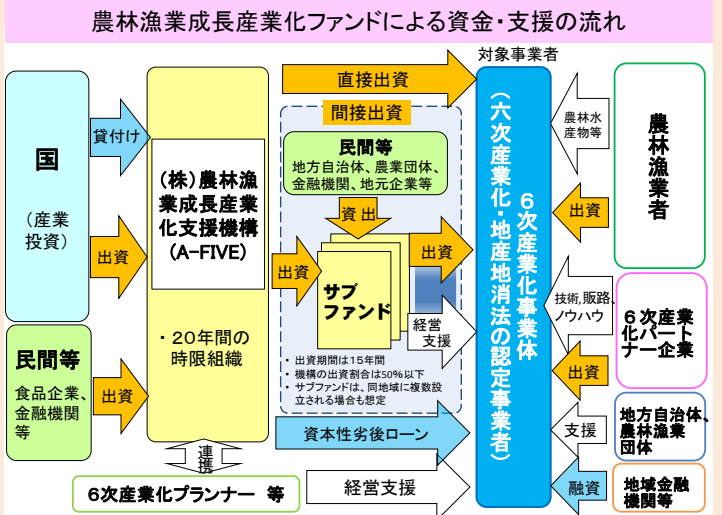 農林漁業成長産業化ファンドによる資金・支援の流れ
国
（産業
投資）
民間等
食品企業、
金融機関
等
貸付け
出資
出資
（株）農林漁
業成長産業
化支援機構
（A-FIVE）
・２０年間の
時限組織
連携
６次産業化プランナー 等
直接出資
間接出資
民間等
地方自治体、農業団体、
金融機関、地元企業等
資 出
出資
サブ
ファンド
出資
経営
支援
• 出資期間は１５年間
• 機構の出資割合は50%以下
• サブファンドは、同地域に複数設
立される場合も想定
資本性劣後ローン
経営支援
対象事業者
６次産業化事業体
（六次産業化・地産地消法の認定事業者）
農林水
産物等
出資
技術、販路、
ノウハウ
出資
支援
融資
農林漁業者
６次産業
化パート
ナー企業
地方自治体、
農林漁業
団体
地域金融
機関等